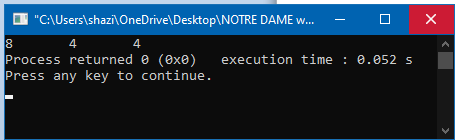 "C:\Users\shazi\OneDrive\Desktop\NOTRE DAME w...
8       4       4
Process returned 0 (0x0)   execution time : 0.052 s
Press any key to continue.